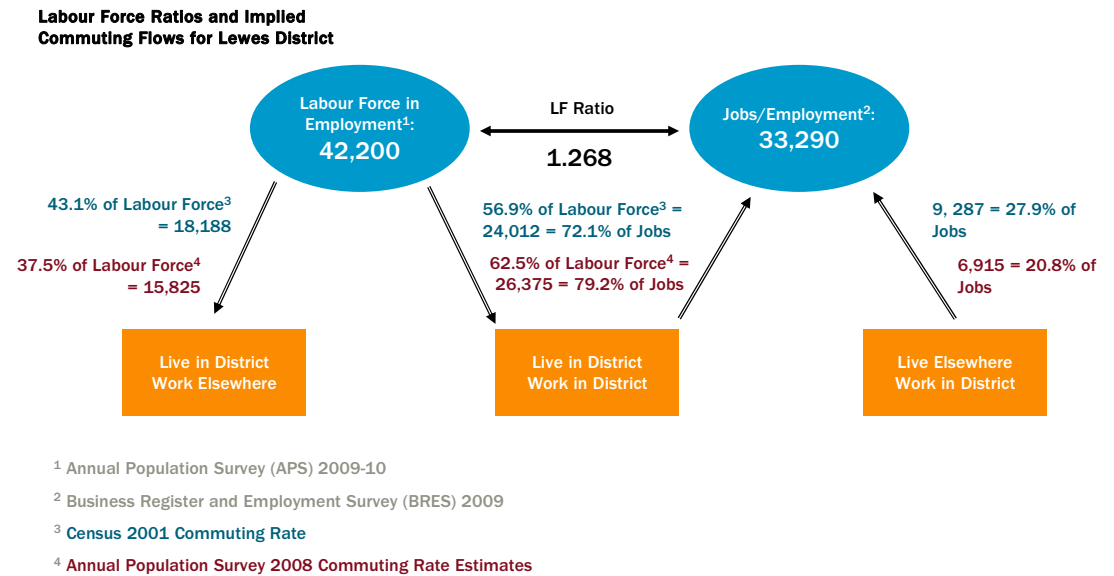 Labour Force Ratios and Implied
Commuting Flows for Lewes District
Labour Force in
Employment¹:
42,200
LF Ratio
1.268
Jobs/Employment²:
33,290
43.1% of Labour Force³
= 18,188
37.5% of Labour Force⁴
= 15,825
56.9% of Labour Force³ =
24,012 = 72.1% of Jobs
62.5% of Labour Force⁴ =
26,375 = 79.2% of Jobs
9, 287 = 27.9% of
Jobs
6,915 = 20.8% of
Jobs
Live in District
Work Elsewhere
Live in District
Work in District
Live Elsewhere
Work in District
¹ Annual Population Survey (APS) 2009-10
² Business Register and Employment Survey (BRES) 2009
³ Census 2001 Commuting Rate
⁴ Annual Population Survey 2008 Commuting Rate Estimates